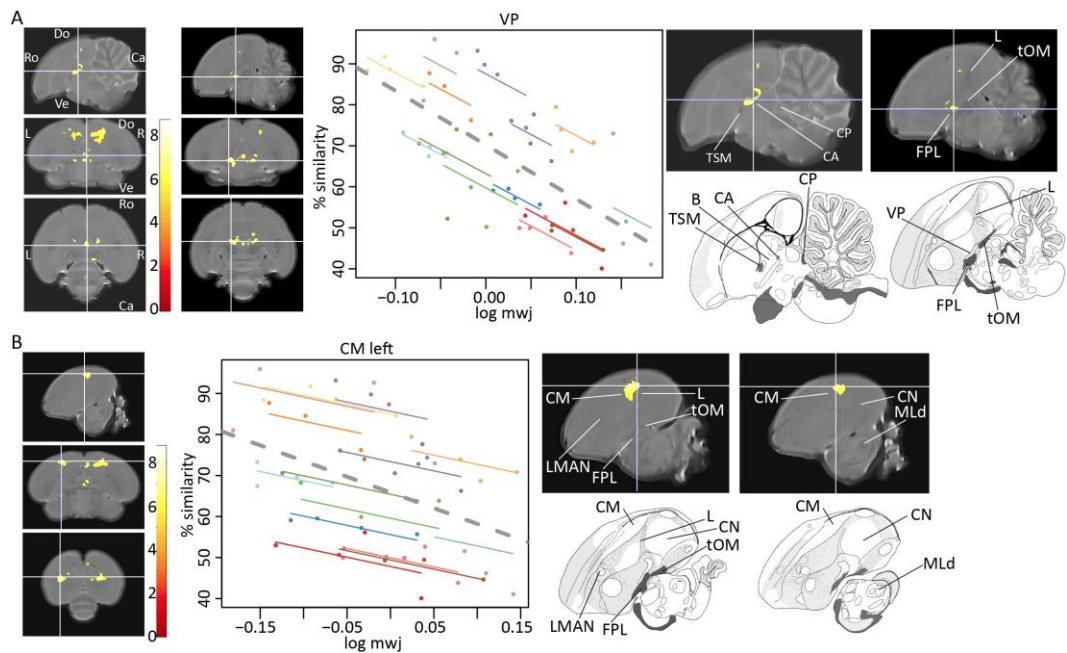 A
VP
Do
Ro
Ca
Ve
L
Do
R
Ve
Ro
L
R
Ca
8
6
4
2
0
90
80
70
60
50
40
% similarity
−0.10
0.00
0.10
log mwj
L
tOM
TSM
CP
CA
FPL
CP
B
CA
TSM
VP
L
FPL
tOM
B
CM left
8
6
4
2
0
90
80
70
60
50
40
% similarity
-0.15
-0.05
0.05
0.15
log mwj
CM
L
tOM
LMAN
FPL
CM
CN
MLd
CM
L
CN
tOM
LMAN
FPL
CM
CN
MLd